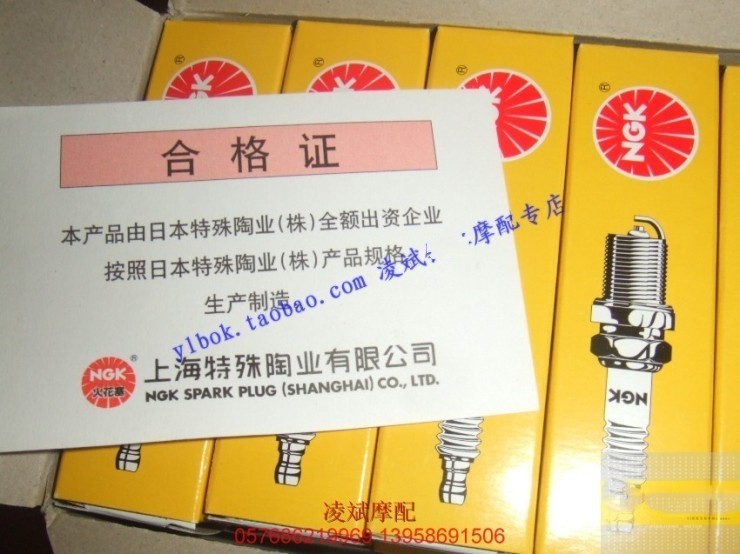 NGK
®
®
®
NGK
®
合格证
本产品由日本特殊陶业(株)全额出资企业
按照日本特殊陶业(株)产品规格
生产制造
ylbok.taobao.com 凌斌 摩配专店
NGK
火花塞
®
上海特殊陶业有限公司
NGK SPARK PLUG (SHANGHAI) CO., LTD.
NGK
凌斌摩配
057686219969 13958691506